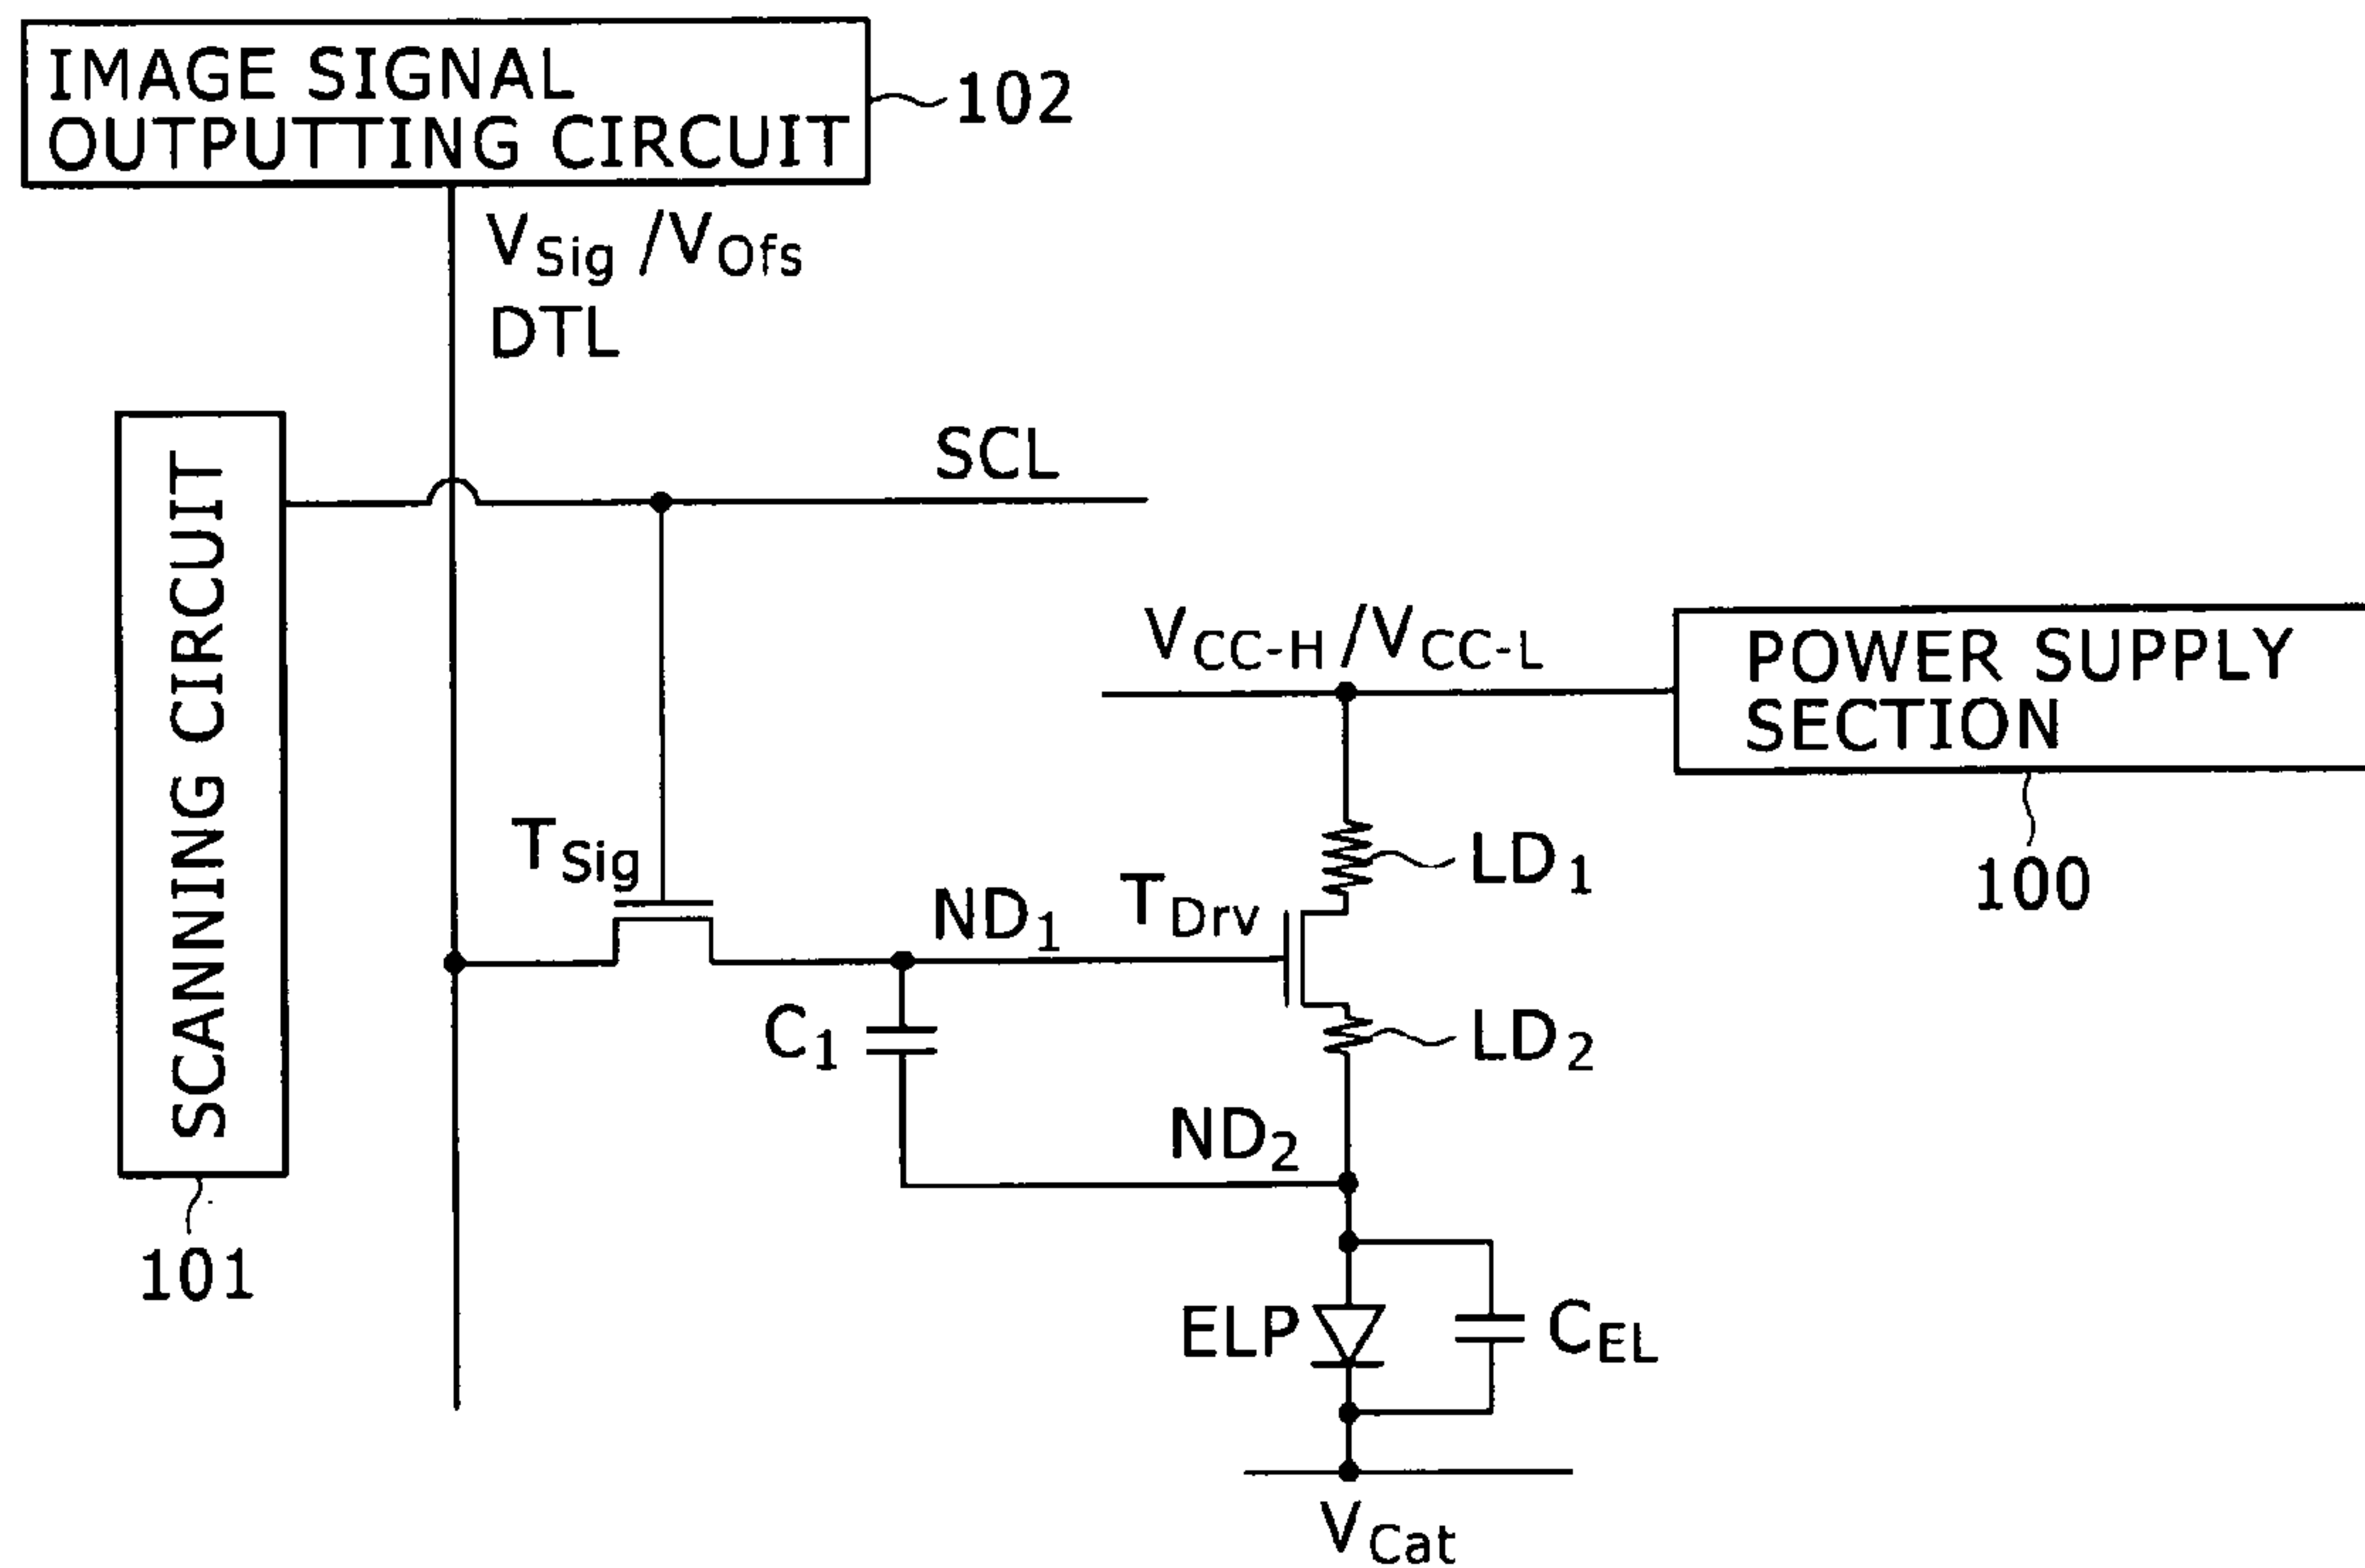 IMAGE SIGNAL
OUTPUTTING CIRCUIT
102
VSig /VOfs
DTL
SCANNING CIRCUIT
101
SCL
VCC-H /VCC-L
POWER SUPPLY
SECTION
100
TSig
ND1
TDrv
LD1
C1
LD2
ND2
ELP
CEL
VCat